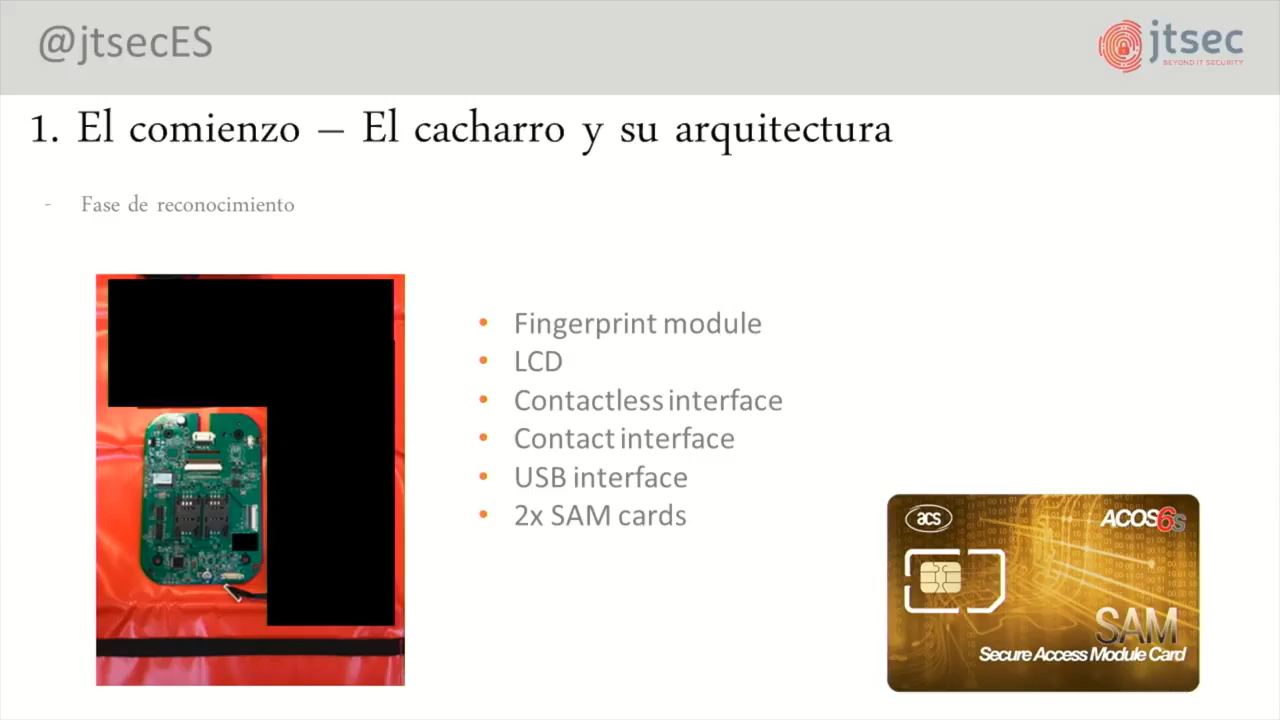 @jtsecES
jtsec
BEYOND IT SECURITY
1. El comienzo – El cacharro y su arquitectura
- Fase de reconocimiento
• Fingerprint module
• LCD
• Contactless interface
• Contact interface
• USB interface
• 2x SAM cards
acs
ACOS6s
SAM
Secure Access Module Card